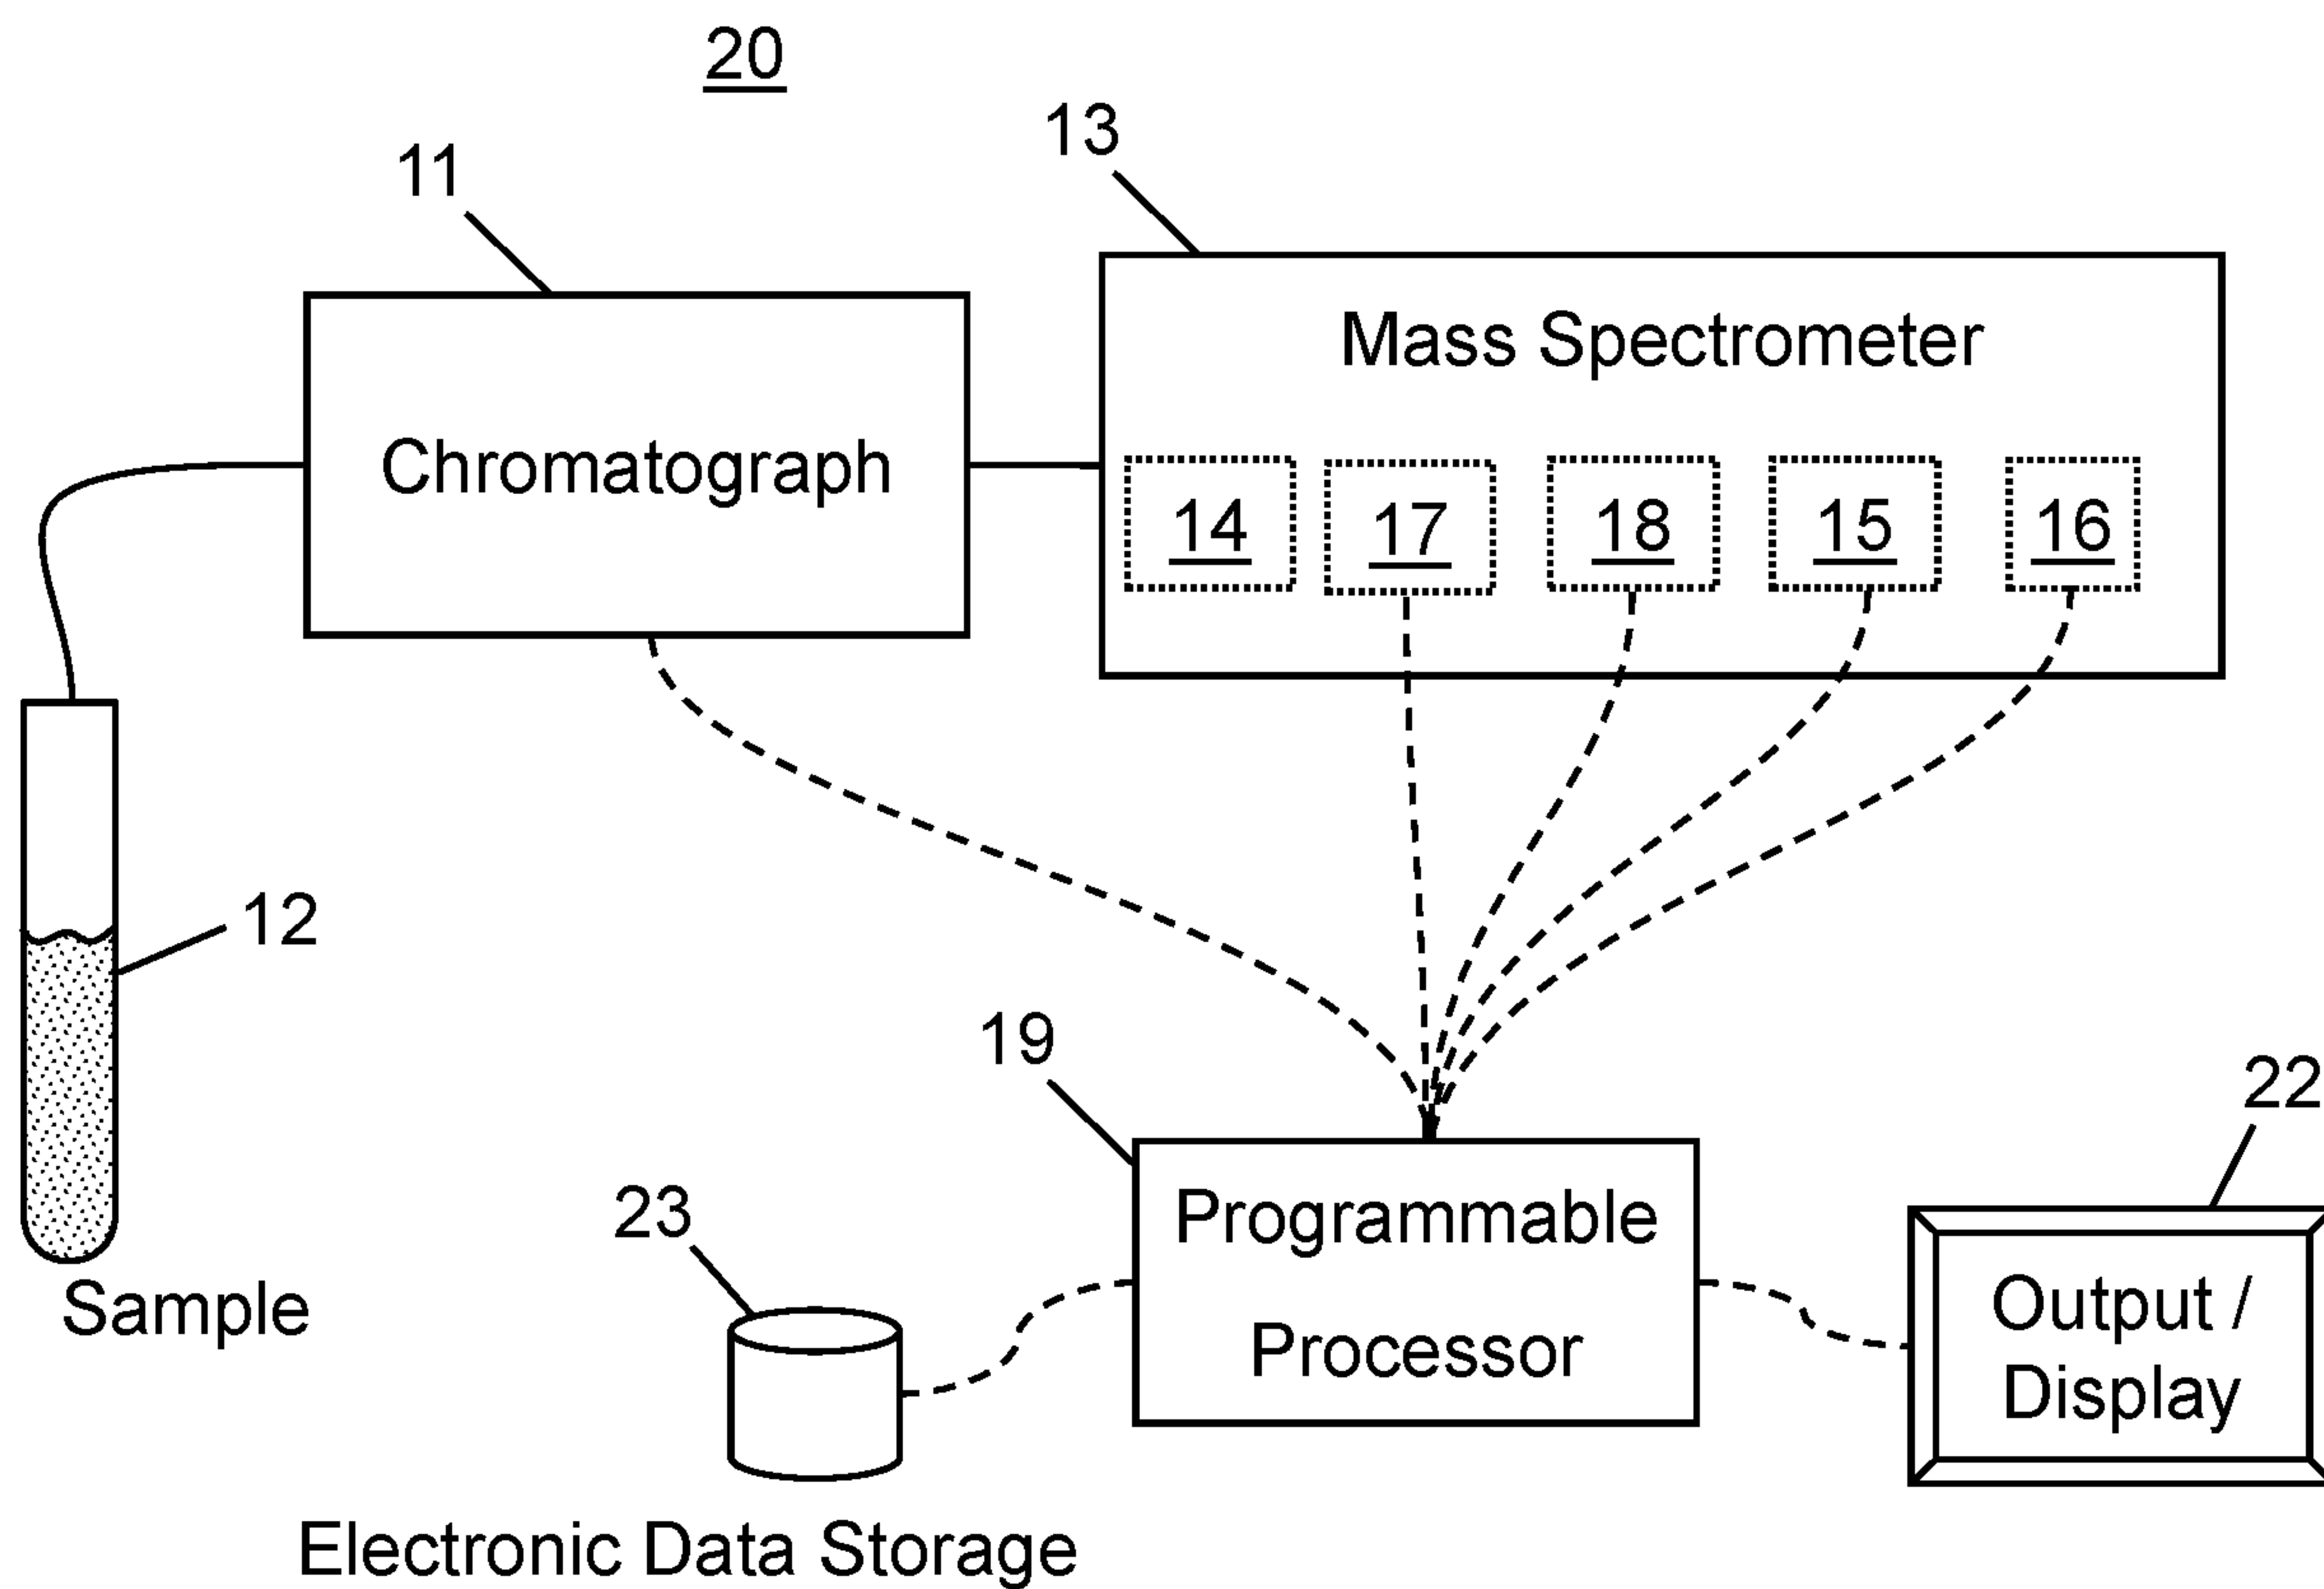 20
13
11
Mass Spectrometer
Chromatograph
14 17 18 15 16
12
19
22
23
Programmable
Processor
Output /
Display
Sample
Electronic Data Storage